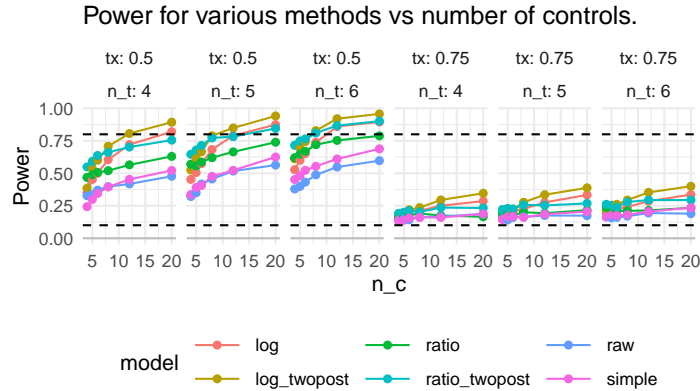 Power for various methods vs number of controls.
tx: 0.5 tx: 0.5 tx: 0.5 tx: 0.75 tx: 0.75 tx: 0.75
n_t: 4 n_t: 5 n_t: 6 n_t: 4 n_t: 5 n_t: 6
1.00
0.75
0.50
0.25
0.00
Power
5 10 15 20 5 10 15 20 5 10 15 20 5 10 15 20 5 10 15 20 5 10 15 20
n_c
model
log ratio raw
log_twopost ratio_twopost simple